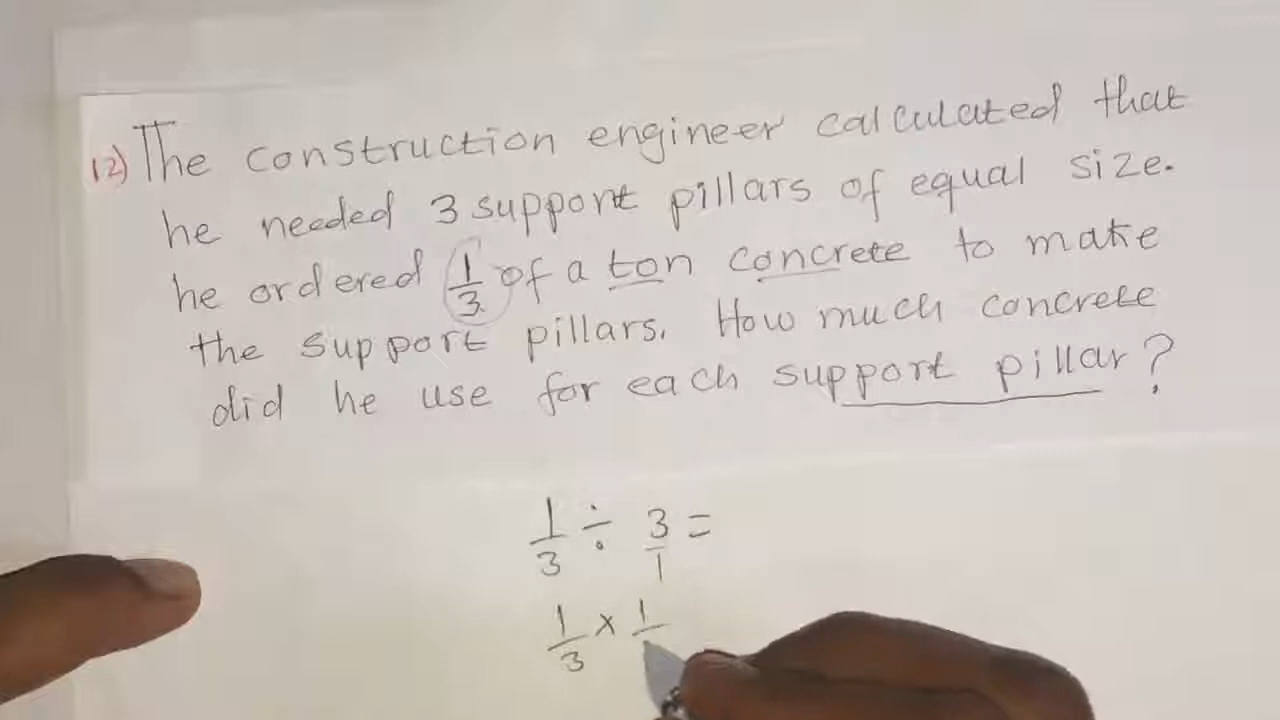 12) The construction engineer calculated that
he needed 3 support pillars of equal size.
he ordered 1/3 of a ton concrete to make
the support pillars. How much concrete
did he use for each support pillar?
1/3 ÷ 3/1 =
1/3 × 1/